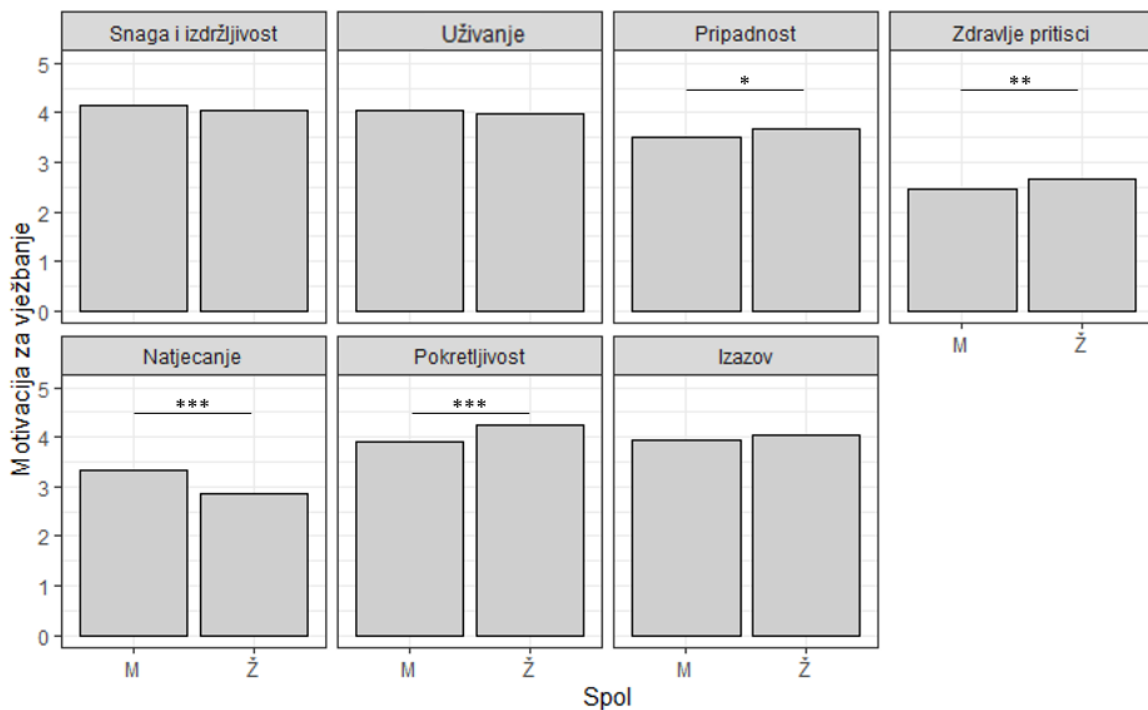 Snaga i izdržljivost
Uživanje
Pripadnost
Zdravlje pritisci
5
4
3
2
1
0
*
**
M
Ž
Motivacija za vježbanje
Natjecanje
Pokretljivost
Izazov
5
4
3
2
1
0
***
***
M
Ž
M
Ž
M
Ž
Spol